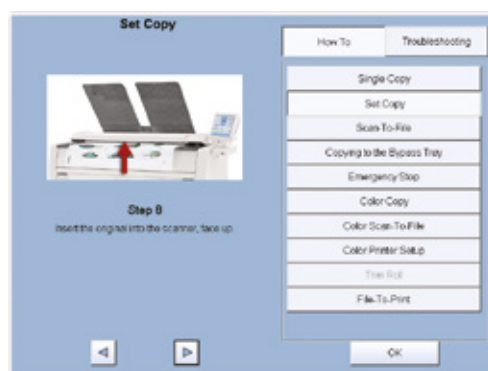 Set Copy
Step 8
Insert the original into the scanner, face up.
How To
Troubleshooting
Single Copy
Set Copy
Scan-To-File
Copying to the Bypass Tray
Emergency Stop
Color Copy
Color Scan-To-File
Color Printer Setup
Trim Roll
File-To-Print
OK